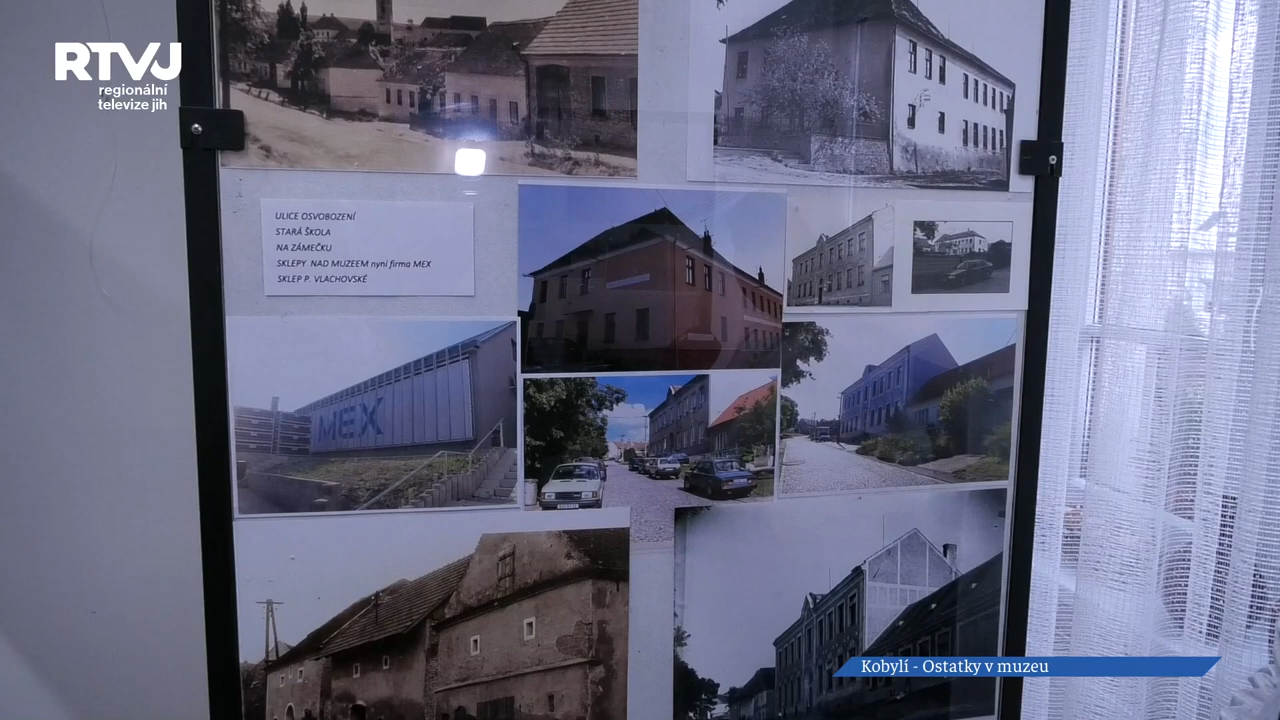 RTVJ
regionální
televize jih
ULICE OSVOBOZENÍ
STARÁ ŠKOLA
NA ZÁMEČKU
SKLEPY NAD MUZEEM nyní firma MEX
SKLEP P. VLACHOVSKÉ
MEX
Kobylí - Ostatky v muzeu